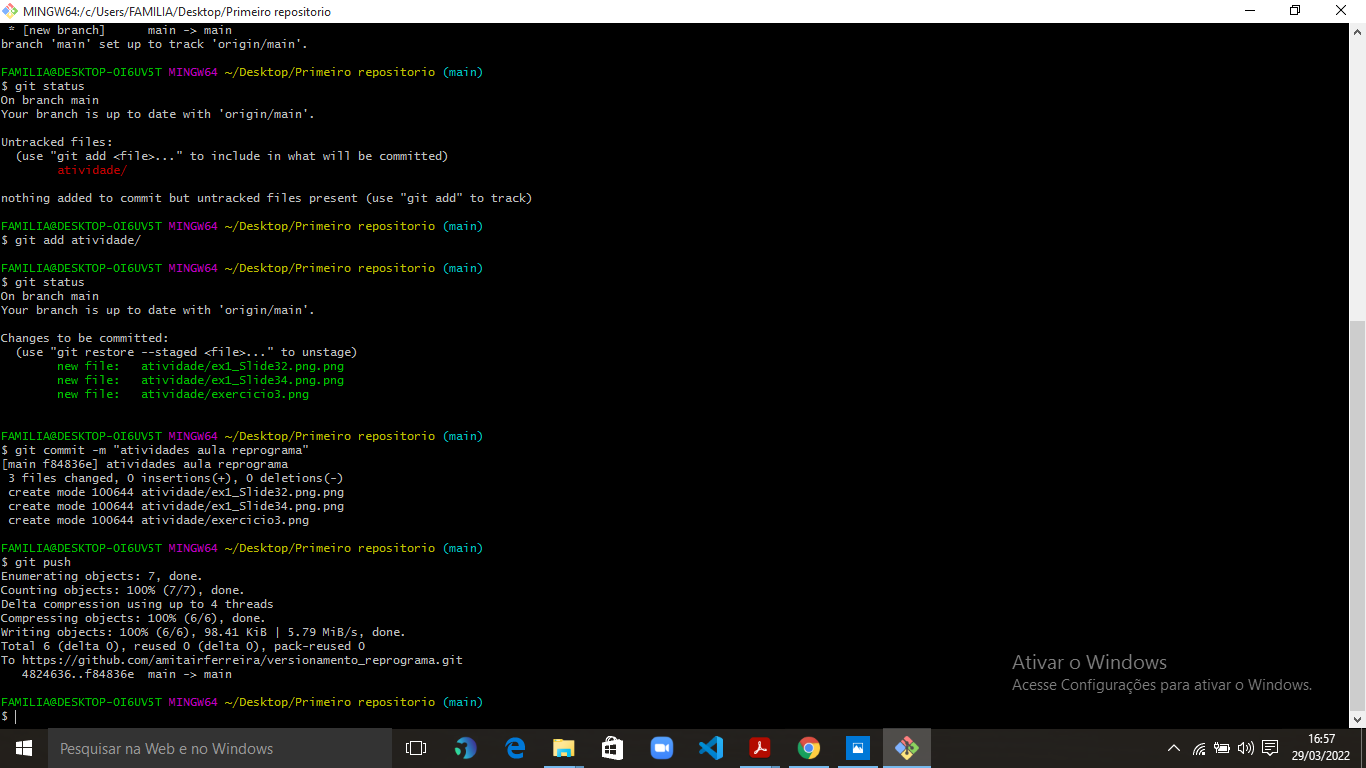 MINGW64:/c/Users/FAMILIA/Desktop/Primeiro repositorio
* [new branch]      main -> main
branch 'main' set up to track 'origin/main'.
FAMILIA@DESKTOP-OI6UV5T MINGW64 ~/Desktop/Primeiro repositorio (main)
$ git status
On branch main
Your branch is up to date with 'origin/main'.
Untracked files:
(use "git add <file>..." to include in what will be committed)
atividade/
nothing added to commit but untracked files present (use "git add" to track)
FAMILIA@DESKTOP-OI6UV5T MINGW64 ~/Desktop/Primeiro repositorio (main)
$ git add atividade/
FAMILIA@DESKTOP-OI6UV5T MINGW64 ~/Desktop/Primeiro repositorio (main)
$ git status
On branch main
Your branch is up to date with 'origin/main'.
Changes to be committed:
(use "git restore --staged <file>..." to unstage)
new file:   atividade/ex1_Slide32.png.png
new file:   atividade/ex1_Slide34.png.png
new file:   atividade/exercicio3.png
FAMILIA@DESKTOP-OI6UV5T MINGW64 ~/Desktop/Primeiro repositorio (main)
$ git commit -m "atividades aula reprograma"
[main f84836e] atividades aula reprograma
3 files changed, 0 insertions(+), 0 deletions(-)
create mode 100644 atividade/ex1_Slide32.png.png
create mode 100644 atividade/ex1_Slide34.png.png
create mode 100644 atividade/exercicio3.png
FAMILIA@DESKTOP-OI6UV5T MINGW64 ~/Desktop/Primeiro repositorio (main)
$ git push
Enumerating objects: 7, done.
Counting objects: 100% (7/7), done.
Delta compression using up to 4 threads
Compressing objects: 100% (6/6), done.
Writing objects: 100% (6/6), 98.41 KiB | 5.79 MiB/s, done.
Total 6 (delta 0), reused 0 (delta 0), pack-reused 0
To https://github.com/amitairferreira/versionamento_reprograma.git
4824636..f84836e  main -> main
FAMILIA@DESKTOP-OI6UV5T MINGW64 ~/Desktop/Primeiro repositorio (main)
$
Ativar o Windows
Acesse Configurações para ativar o Windows.
Pesquisar na Web e no Windows
16:57
29/03/2022